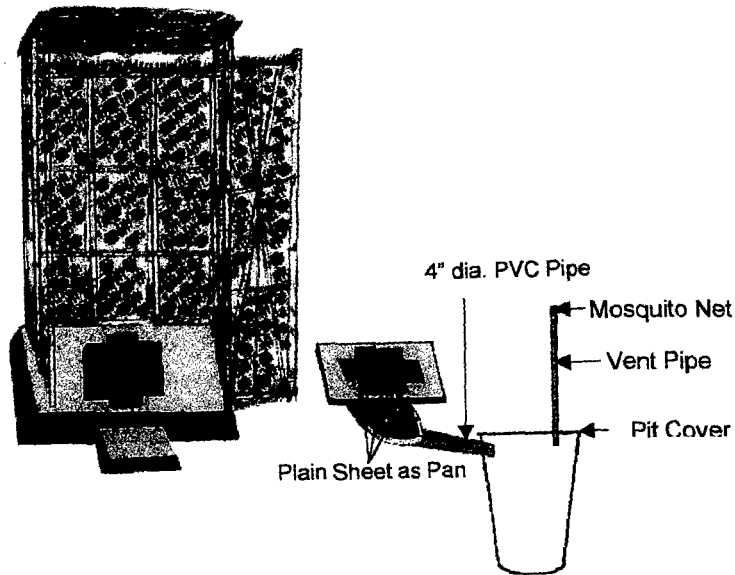 4" dia. PVC Pipe
Mosquito Net
Vent Pipe
Pit Cover
Plain Sheet as Pan